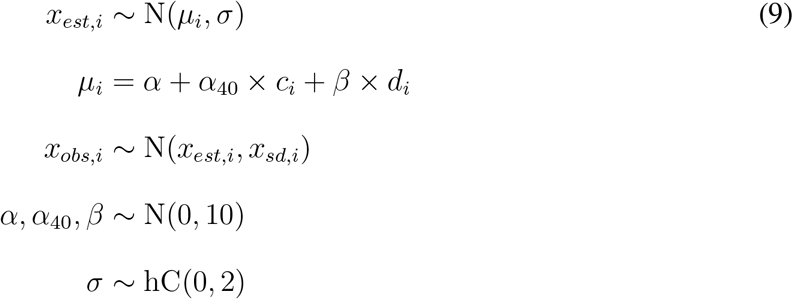 x_{est,i} ∼ N(μ_i, σ) (9)
μ_i = α + α_{40} × c_i + β × d_i
x_{obs,i} ∼ N(x_{est,i}, x_{sd,i})
α, α_{40}, β ∼ N(0, 10)
σ ∼ hC(0, 2)